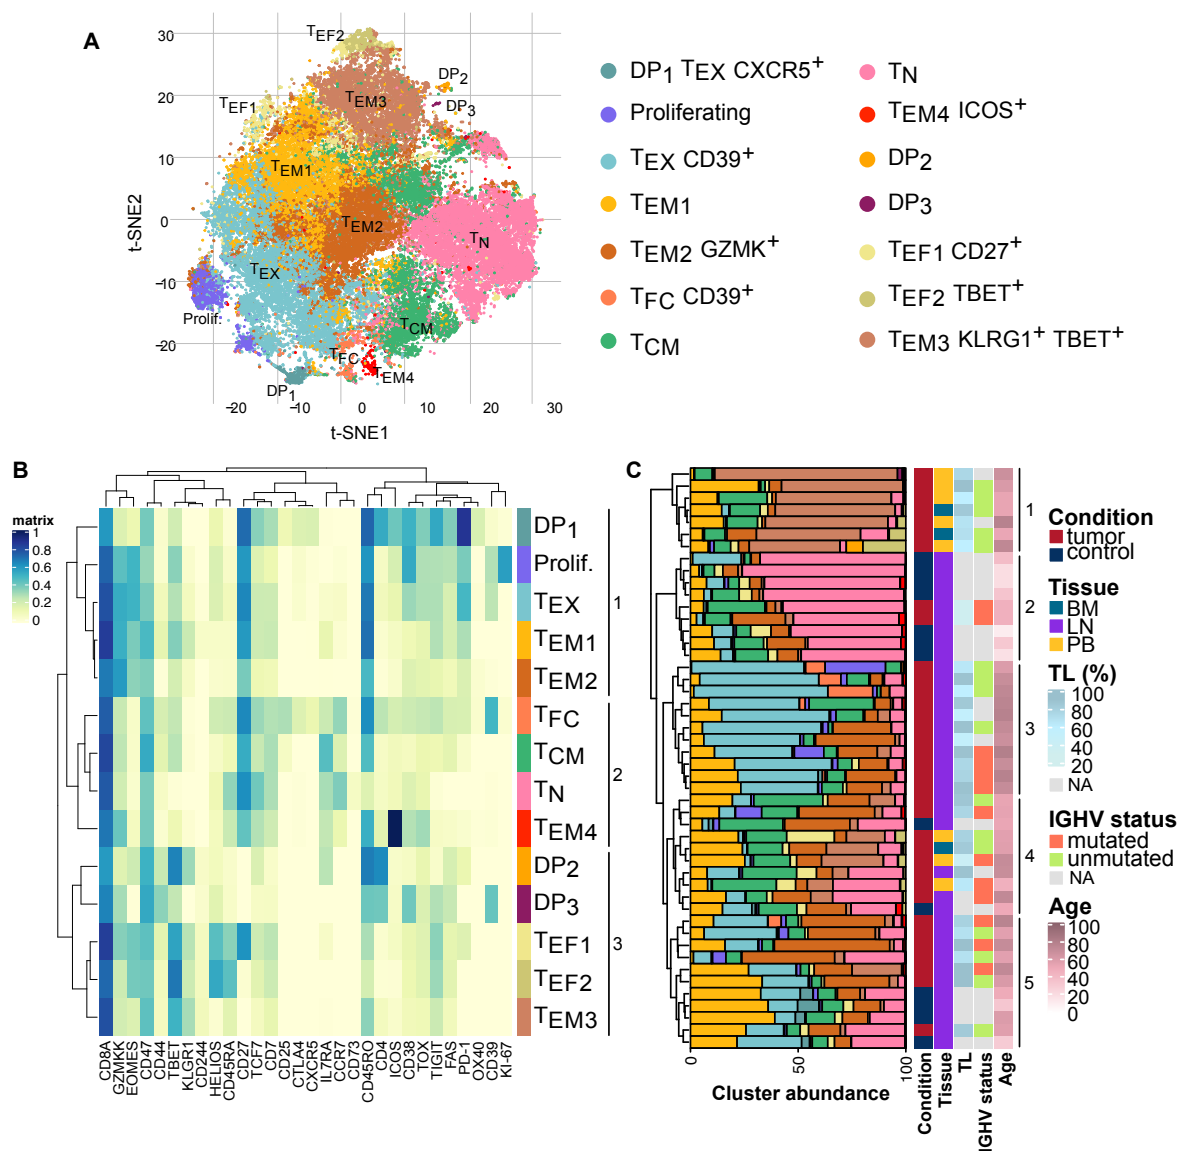 A
30
20
10
0
−10
−20
t-SNE2
−20
−10
0
10
20
30
t-SNE1
TEF2
TEM3
DP2
DP3
TEF1
TEM1
TEM2
TN
TEX
Prolif.
TCM
TFC
TEM4
DP1
DP1 TEX CXCR5+
Proliferating
TEX CD39+
TEM1
TEM2 GZMK+
TFC CD39+
TCM
TN
TEM4 ICOS+
DP2
DP3
TEF1 CD27+
TEF2 TBET+
TEM3 KLRG1+ TBET+
B
matrix
1
0.8
0.6
0.4
0.2
0
DP1
Prolif.
TEX
TEM1
TEM2
TFC
TCM
TN
TEM4
DP2
DP3
TEF1
TEF2
TEM3
1
2
3
CD8A
GZMKK
EOMES
CD47
CD44
TBET
KLGR1
CD244
HELIOS
CD45RA
CD27
TCF7
CD7
CD25
CTLA4
CXCR5
IL7RA
CCR7
CD73
CD45RO
CD4
ICOS
CD38
TOX
TIGIT
FAS
PD-1
OX40
CD39
KI-67
C
1
2
3
4
5
0
50
100
Cluster abundance
Condition
Tissue
TL
IGHV status
Age
Condition
tumor
control
Tissue
BM
LN
PB
TL (%)
100
80
60
40
20
NA
IGHV status
mutated
unmutated
NA
Age
100
80
60
40
20
0